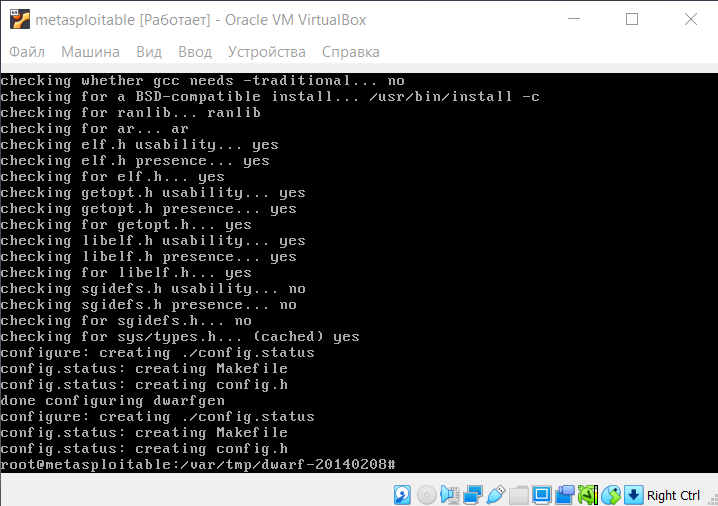 metasploitable [Работает] - Oracle VM VirtualBox
Файл Машина Вид Ввод Устройства Справка
checking whether gcc needs -traditional... no
checking for a BSD-compatible install... /usr/bin/install -c
checking for ranlib... ranlib
checking for ar... ar
checking elf.h usability... yes
checking elf.h presence... yes
checking for elf.h... yes
checking getopt.h usability... yes
checking getopt.h presence... yes
checking for getopt.h... yes
checking libelf.h usability... yes
checking libelf.h presence... yes
checking for libelf.h... yes
checking sgidefs.h usability... no
checking sgidefs.h presence... no
checking for sgidefs.h... no
checking for sys/types.h... (cached) yes
configure: creating ./config.status
config.status: creating Makefile
config.status: creating config.h
done configuring dwarfgen
configure: creating ./config.status
config.status: creating Makefile
config.status: creating config.h
root@metasploitable:/var/tmp/dwarf-20140208#
Right Ctrl